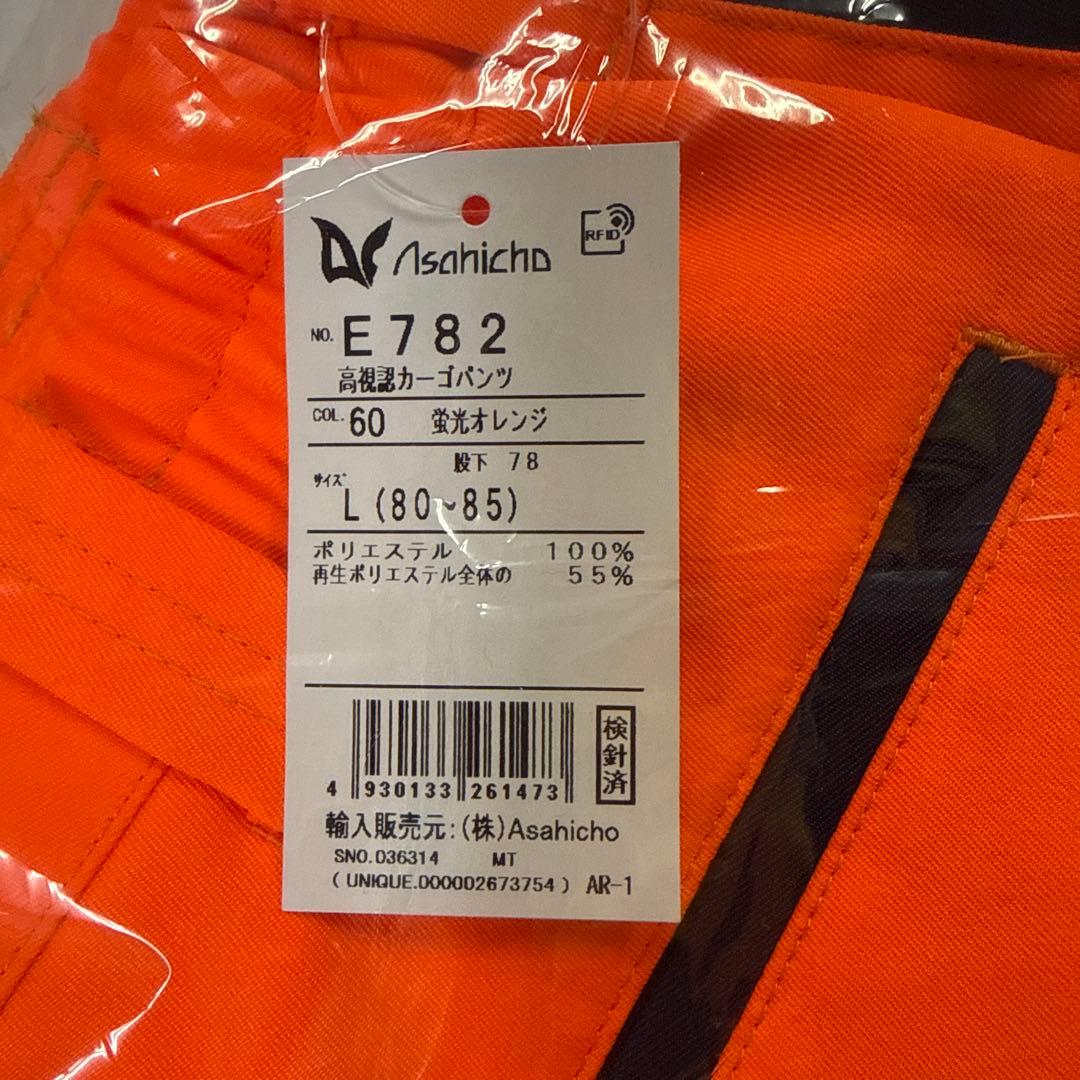 Asahicho
RFID
NO. E782
高視認カーゴパンツ
COL. 60 蛍光オレンジ
股下 78
サイズ L(80~85)
ポリエステル 100%
再生ポリエステル全体の 55%
4 930133 261473
検針済
輸入販売元:(株)Asahicho
SNO.036314 MT
( UNIQUE.000002673754 ) AR-1